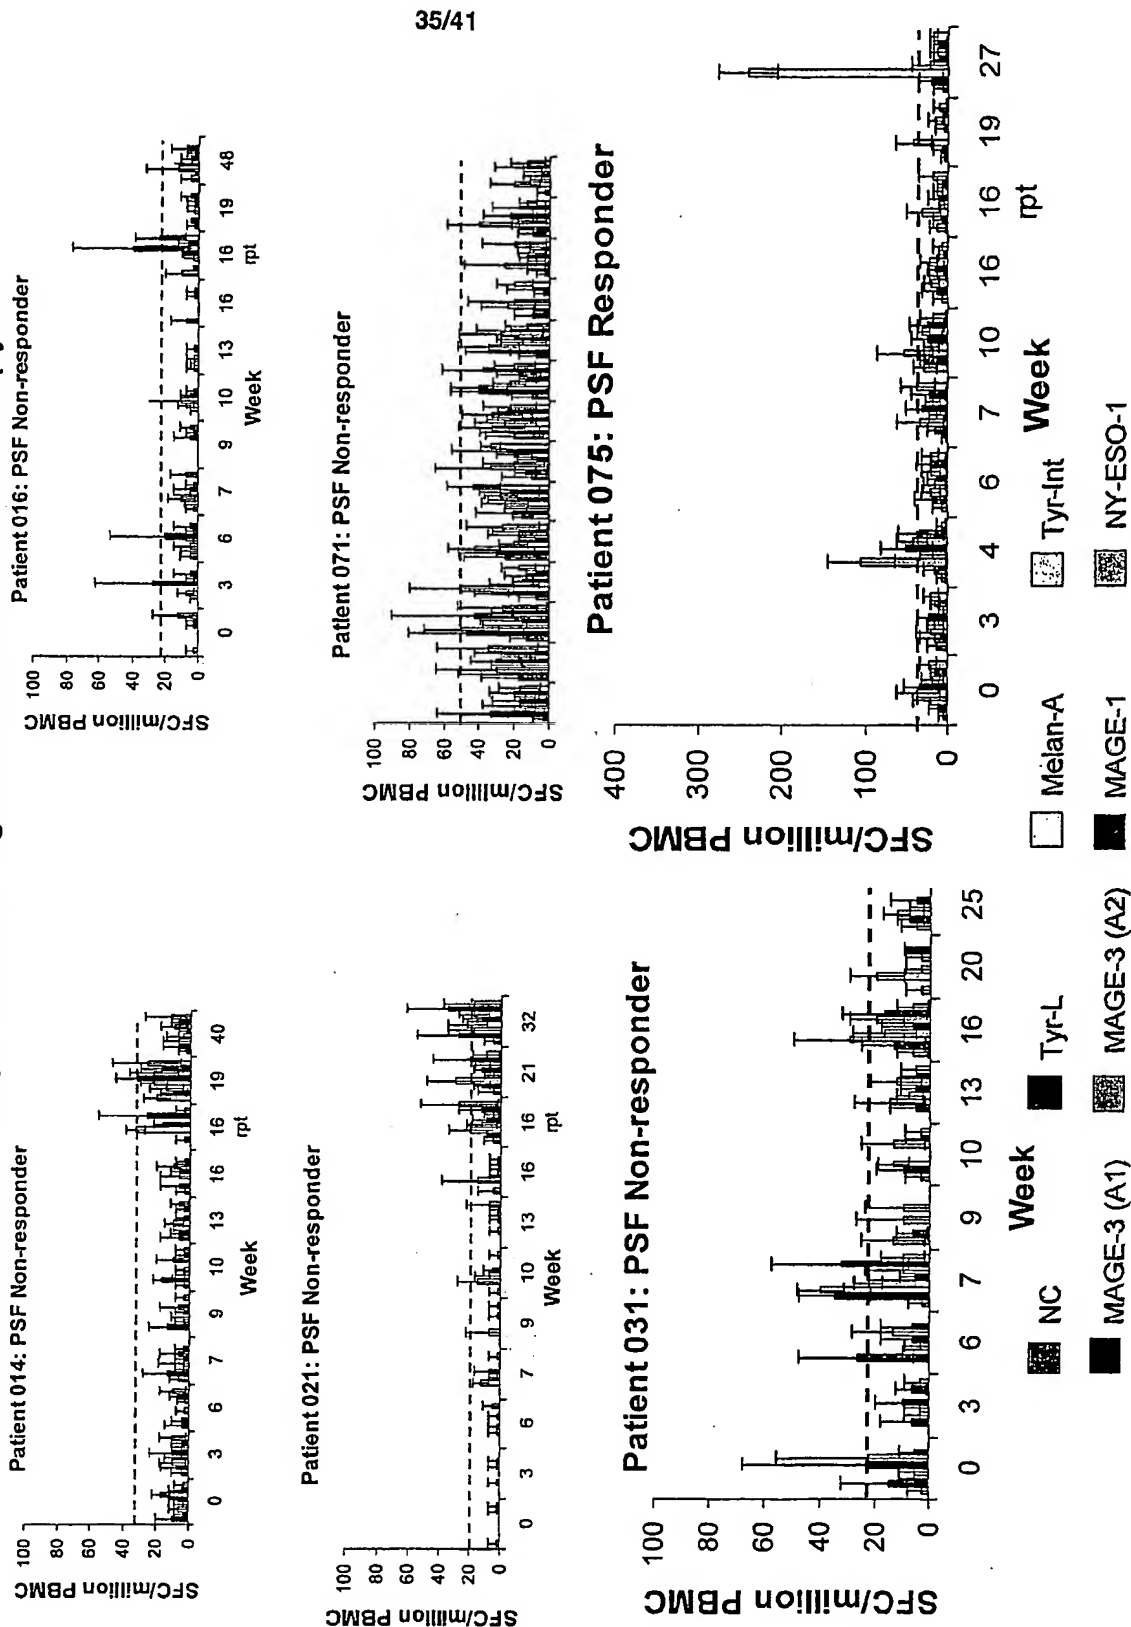 35/41
Patient 014: PSF Non-responder
SFC/million PBMC
100
80
60
40
20
0
0 3 6 7 9 10 13 16 16 19 40
rpt
Week
Patient 016: PSF Non-responder
SFC/million PBMC
100
80
60
40
20
0
0 3 6 7 9 10 13 16 16 19 48
rpt
Week
Patient 021: PSF Non-responder
SFC/million PBMC
100
80
60
40
20
0
0 3 6 7 9 10 13 16 16 21 32
rpt
Week
Patient 071: PSF Non-responder
SFC/million PBMC
100
80
60
40
20
0
Patient 031: PSF Non-responder
SFC/million PBMC
100
80
60
40
20
0
0 3 6 7 9 10 13 16 20 25
Week
Patient 075: PSF Responder
SFC/million PBMC
400
300
200
100
0
0 3 4 6 7 10 16 16 19 27
rpt
Week
NC Tyr-L Melan-A Tyr-Int
MAGE-3 (A1) MAGE-3 (A2) MAGE-1 NY-ESO-1